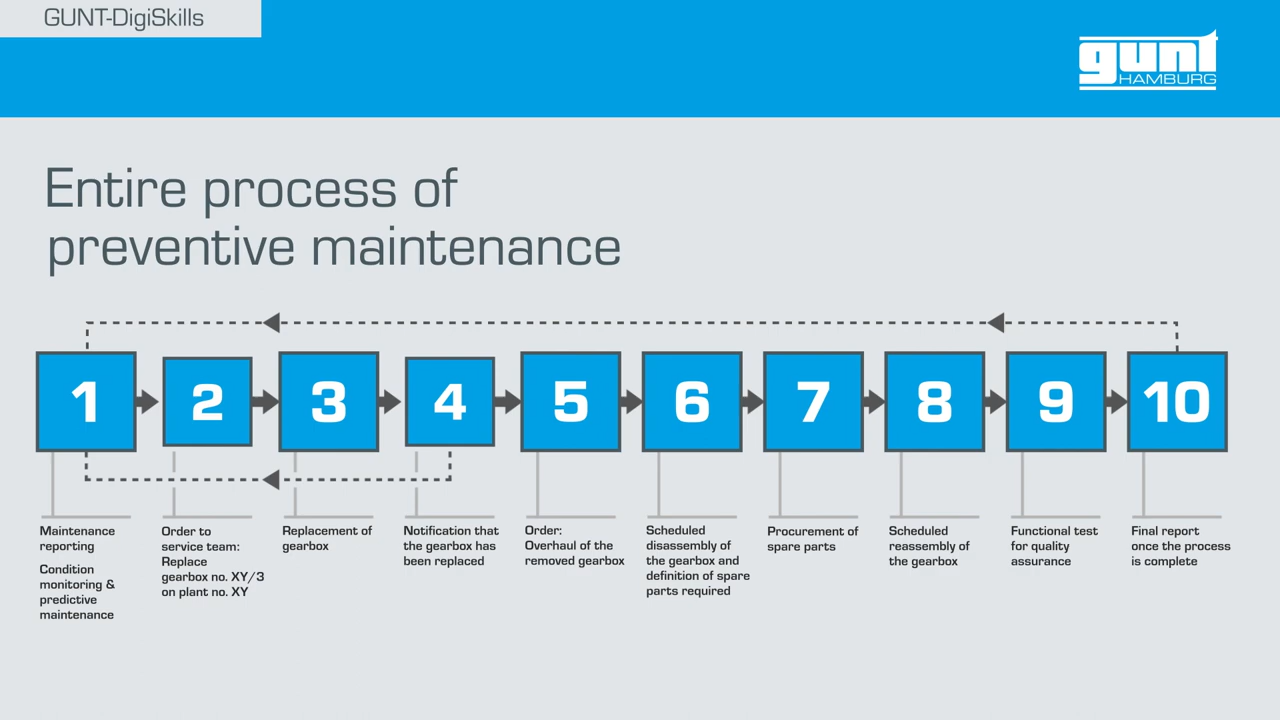 GUNT-DigiSkills
gunt
HAMBURG
Entire process of
preventive maintenance
1
2
3
4
5
6
7
8
9
10
Maintenance
reporting
Condition
monitoring &
predictive
maintenance
Order to
service team:
Replace
gearbox no. XY/3
on plant no. XY
Replacement of
gearbox
Notification that
the gearbox has
been replaced
Order:
Overhaul of the
removed gearbox
Scheduled
disassembly of
the gearbox and
definition of spare
parts required
Procurement of
spare parts
Scheduled
reassembly of
the gearbox
Functional test
for quality
assurance
Final report
once the process
is complete